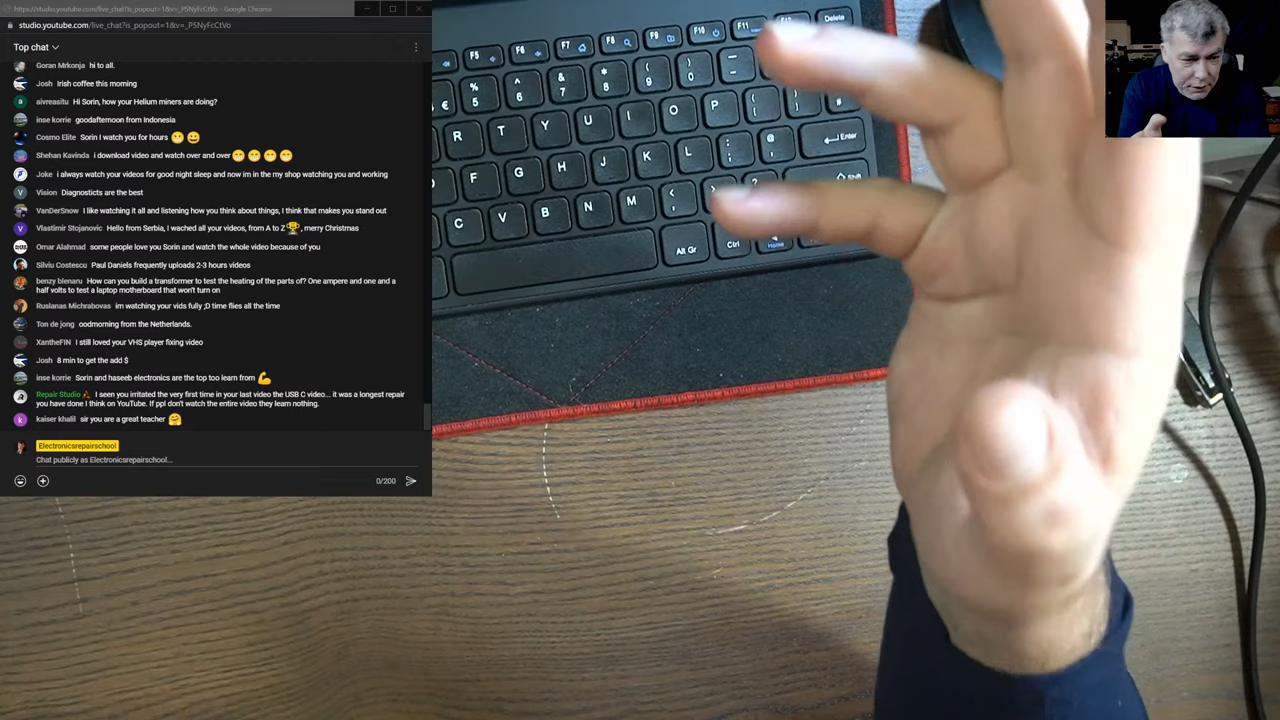 https://studio.youtube.com/live_chat?is_popout=1&v=_P5NyFcCtVo - Google Chrome
studio.youtube.com/live_chat?is_popout=1&v=_P5NyFcCtVo
Top chat
Goran Mrkonja hi to all.
Josh Irish coffee this morning
aivreasitu Hi Sorin, how your Helium miners are doing?
inse korrie goodafternoon from Indonesia
Cosmo Elite Sorin I watch you for hours
Shehan Kavinda i download video and watch over and over
Joke i always watch your videos for good night sleep and now im in the my shop watching you and working
Vision Diagnosticts are the best
VanDerSnow I like watching it all and listening how you think about things, I think that makes you stand out
Vlastimir Stojanovic Hello from Serbia, I wached all your videos, from A to Z , merry Christmas
Omar Alahmad some people love you Sorin and watch the whole video because of you
Silviu Costescu Paul Daniels frequently uploads 2-3 hours videos
benzy blenaru How can you build a transformer to test the heating of the parts of? One ampere and one and a
half volts to test a laptop motherboard that won't turn on
Ruslanas Michrabovas im watching your vids fully ;D time flies all the time
Ton de jong oodmorning from the Netherlands.
XantheFIN I still loved your VHS player fixing video
Josh 8 min to get the add $
inse korrie Sorin and haseeb electronics are the top too learn from
Repair Studio I seen you irritated the very first time in your last video the USB C video... it was a longest repair
you have done I think on YouTube. If ppl don't watch the entire video they learn nothing.
kaiser khalil sir you are a great teacher
Electronicsrepairschool
Chat publicly as Electronicsrepairschool...
0/200
F5 F6 F7 F8 F9 F10 F11 F12 Delete
€ % 5 ^ 6 & 7 * 8 ( 9 ) 0
R T Y U I O P
F G H J K L : ; @ Enter
C V B N M < , > ? Shift
Alt Gr Ctrl Home